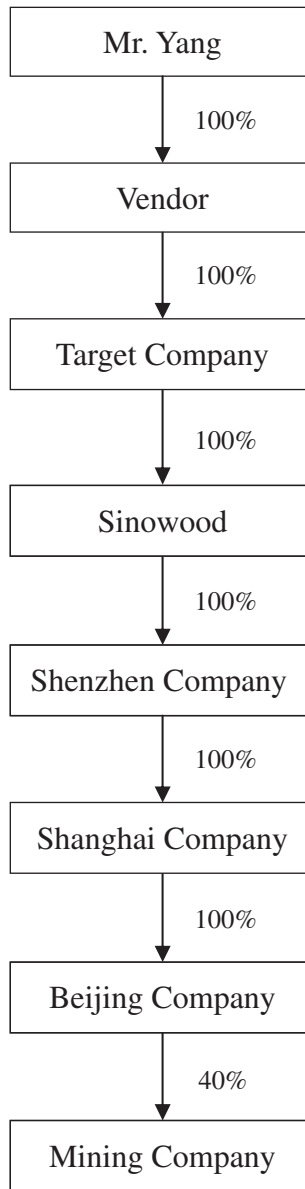 Mr. Yang
100%
Vendor
100%
Target Company
100%
Sinowood
100%
Shenzhen Company
100%
Shanghai Company
100%
Beijing Company
40%
Mining Company